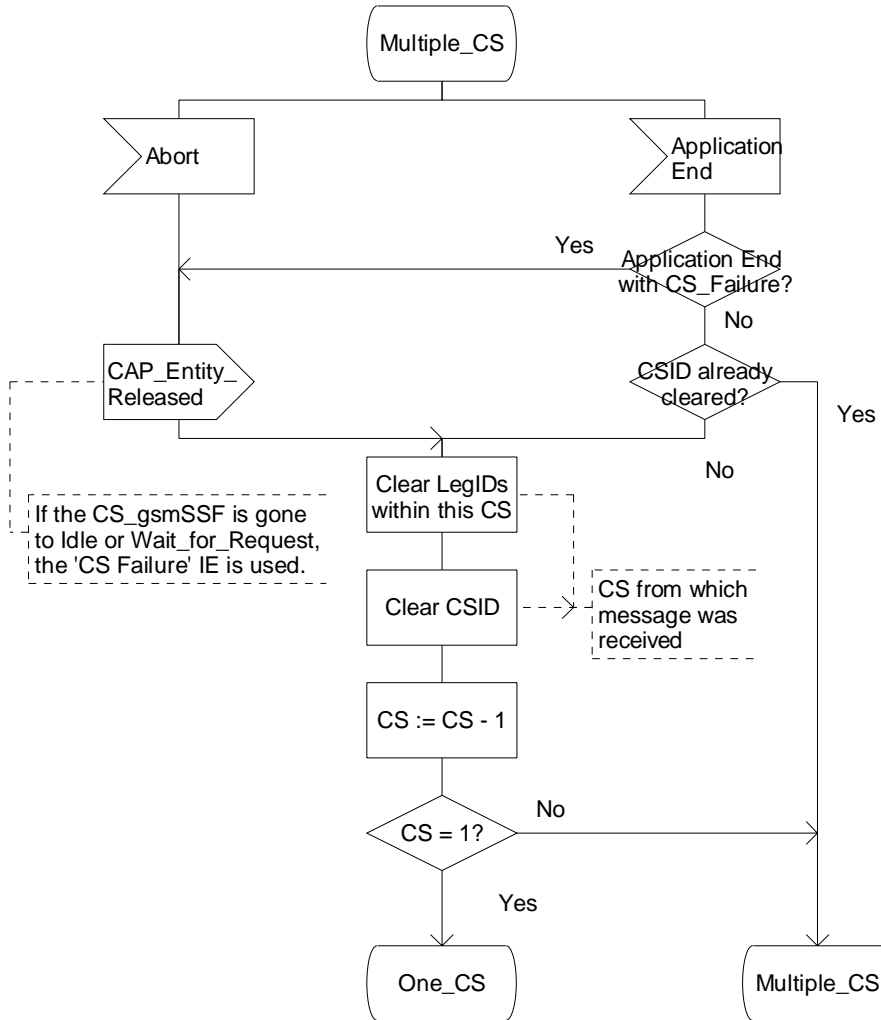 Multiple_CS
Abort
Application
End
Yes
Application End
with CS_Failure?
No
CAP_Entity_
Released
CSID already
cleared?
Yes
No
Clear LegIDs
within this CS
If the CS_gsmSSF is gone
to Idle or Wait_for_Request,
the 'CS Failure' IE is used.
Clear CSID
CS from which
message was
received
CS := CS - 1
No
CS = 1?
Yes
One_CS
Multiple_CS